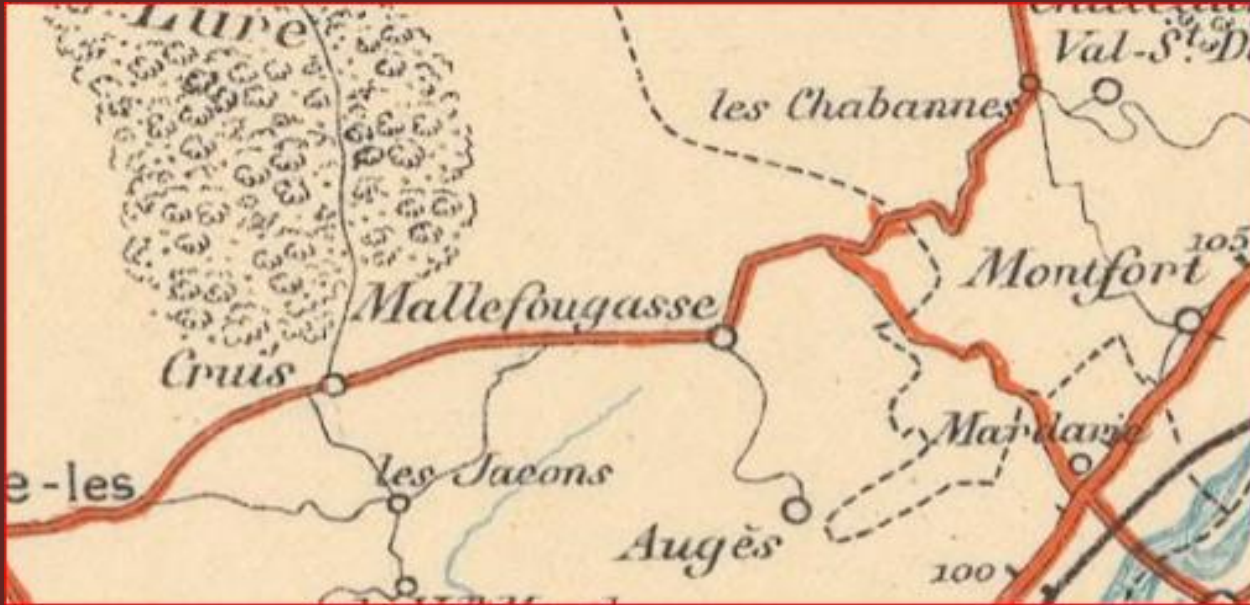 Lure
Val-St. D
les Chabannes
105
Montfort
Mallefougasse
Cruis
Mardaric
les Jacons
e-les
Augès
100